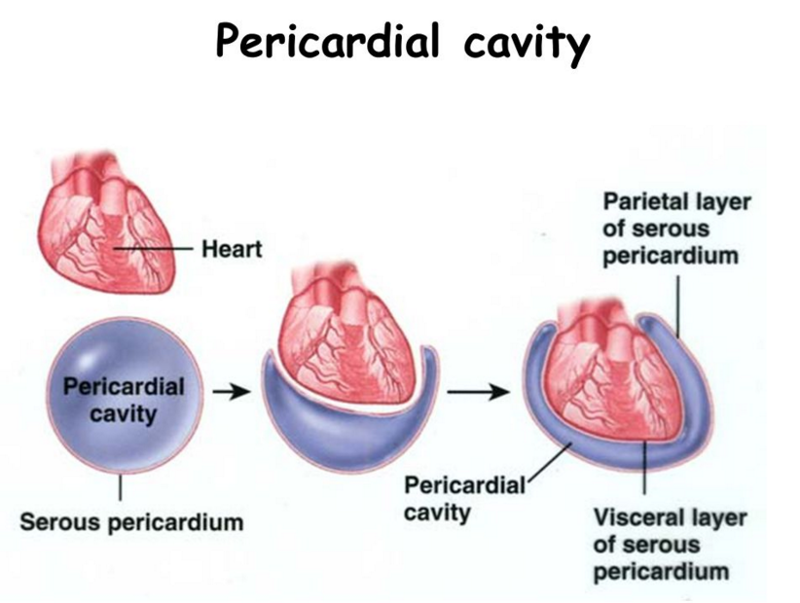 Pericardial cavity
Heart
Pericardial
cavity
Serous pericardium
Parietal layer
of serous
pericardium
Pericardial
cavity
Visceral layer
of serous
pericardium